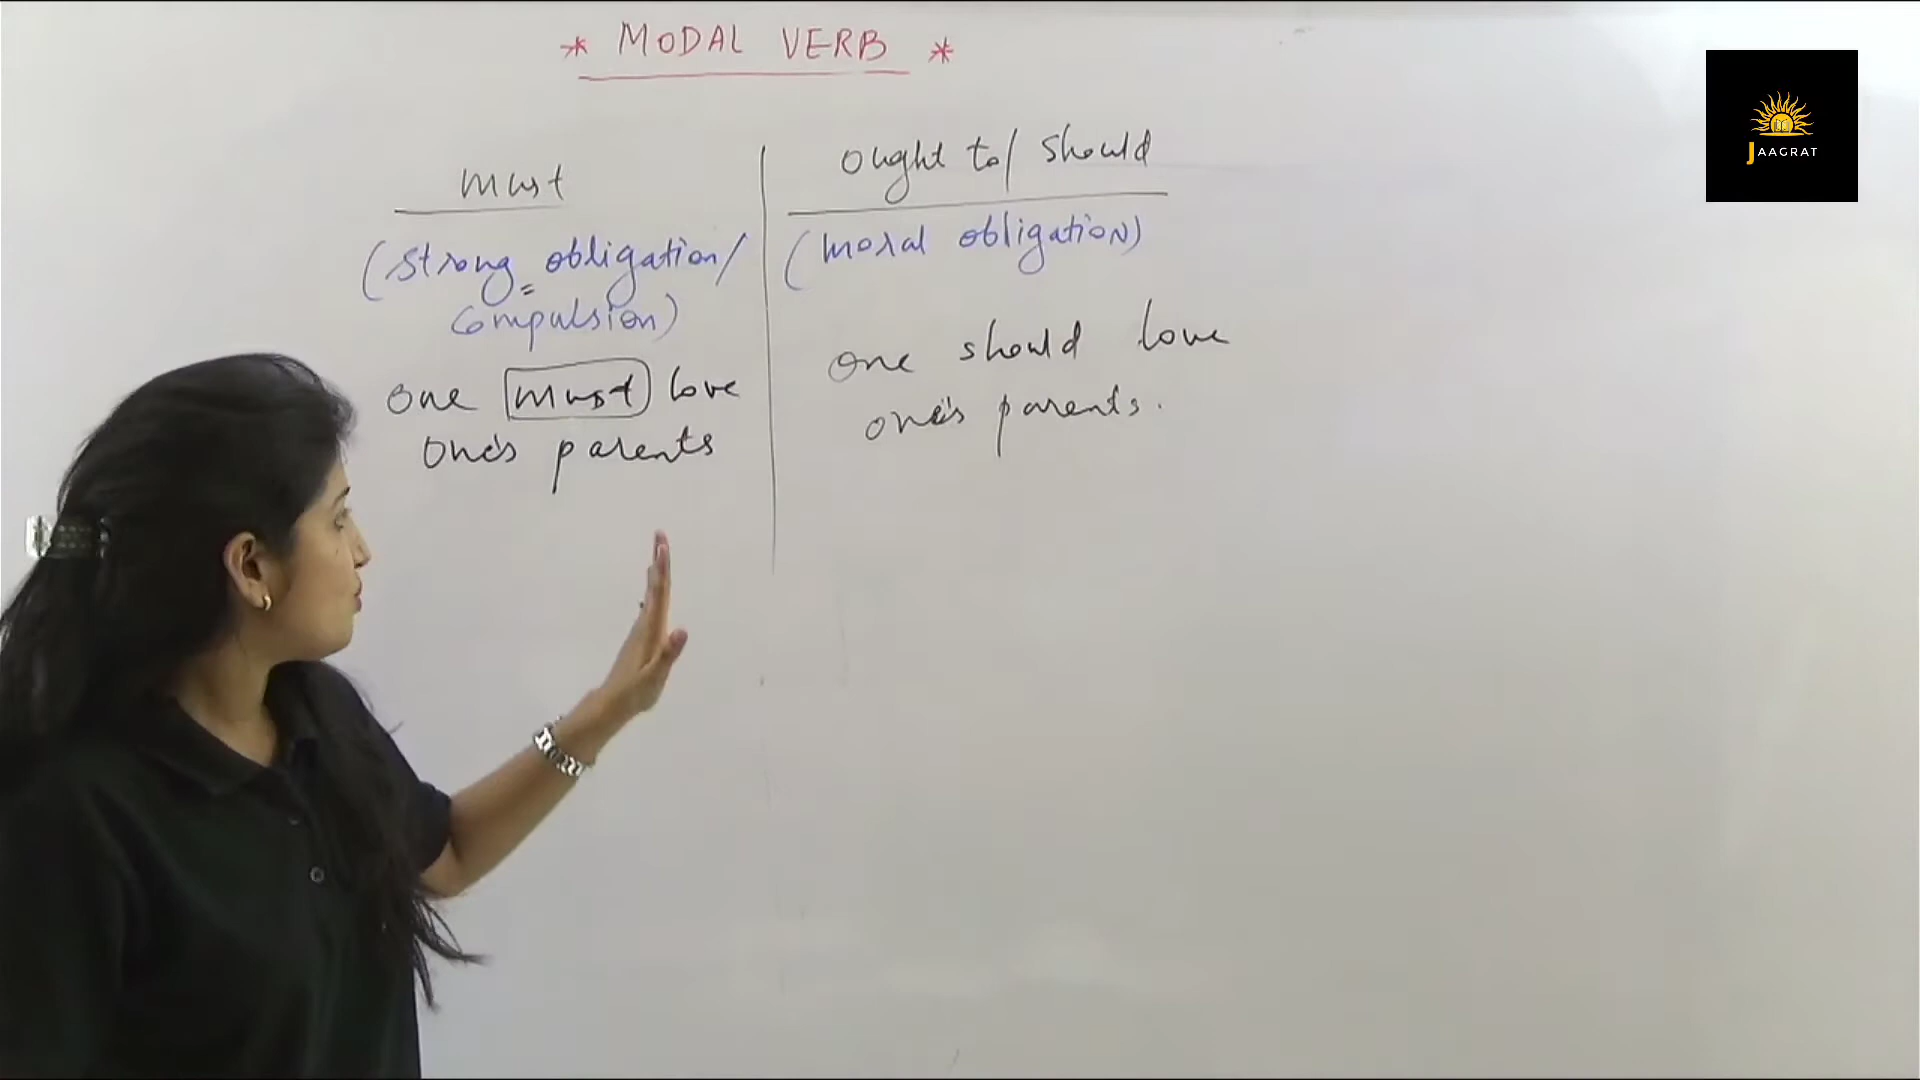 * MODAL VERB *
must
(strong obligation/
compulsion)
one must love
one's parents
ought to/ should
(moral obligation)
one should love
one's parents.
JAAGRAT